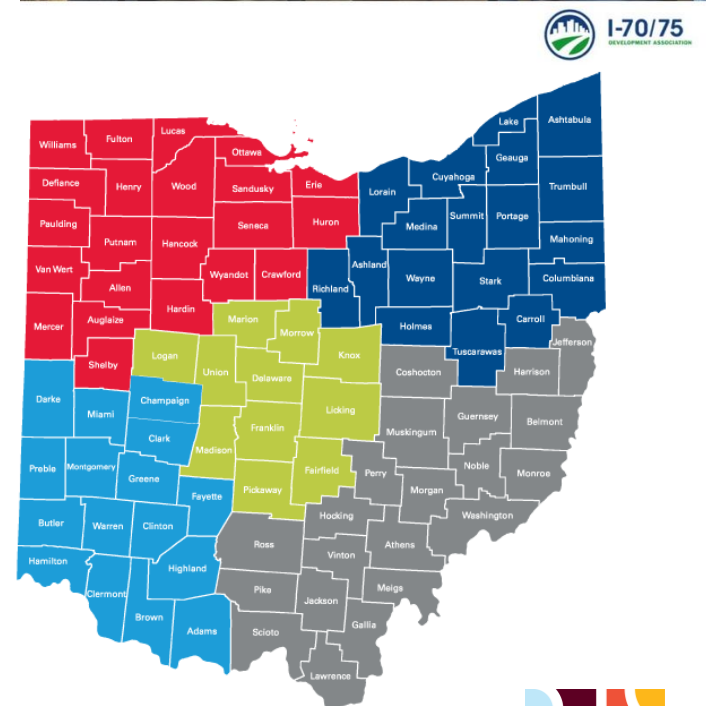 I-70/75
DEVELOPMENT ASSOCIATION
Ashtabula
Lake
Lucas
Fulton
Williams
Ottawa
Geauga
Cuyahoga
Defiance
Henry
Wood
Sandusky
Erie
Lorain
Trumbull
Summit
Portage
Paulding
Seneca
Huron
Medina
Mahoning
Putnam
Hancock
Ashland
Van Wert
Wyandot
Crawford
Wayne
Stark
Columbiana
Allen
Richland
Hardin
Mercer
Auglaize
Marion
Morrow
Holmes
Carroll
Jefferson
Logan
Knox
Tuscarawas
Shelby
Union
Delaware
Coshocton
Harrison
Darke
Champaign
Miami
Licking
Guernsey
Belmont
Clark
Franklin
Muskingum
Madison
Preble
Montgomery
Greene
Fairfield
Perry
Noble
Monroe
Fayette
Pickaway
Morgan
Butler
Warren
Clinton
Hocking
Washington
Ross
Athens
Hamilton
Highland
Vinton
Clermont
Pike
Jackson
Meigs
Brown
Adams
Scioto
Gallia
Lawrence